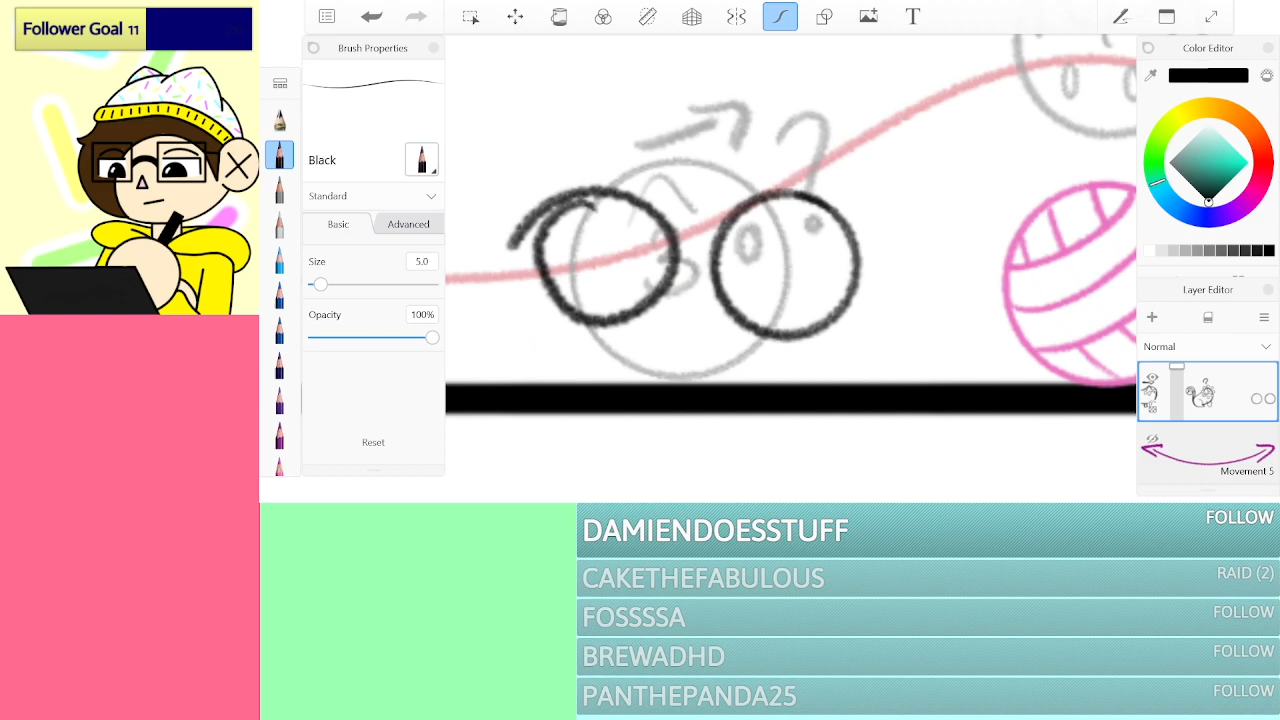 Follower Goal 11
Brush Properties
Black
Standard
Basic Advanced
Size 5.0
Opacity 100%
Reset
T
Color Editor
Layer Editor
Normal
Movement 5
DAMIENDOESSTUFF FOLLOW
CAKETHEFABULOUS RAID (2)
FOSSSSA FOLLOW
BREWADHD FOLLOW
PANTHEPANDA25 FOLLOW